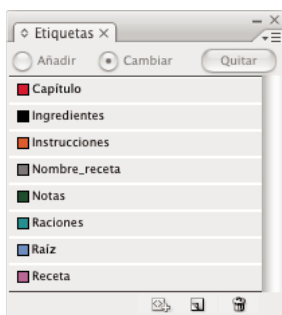 Etiquetas
Añadir Cambiar Quitar
Capítulo
Ingredientes
Instrucciones
Nombre_receta
Notas
Raciones
Raíz
Receta